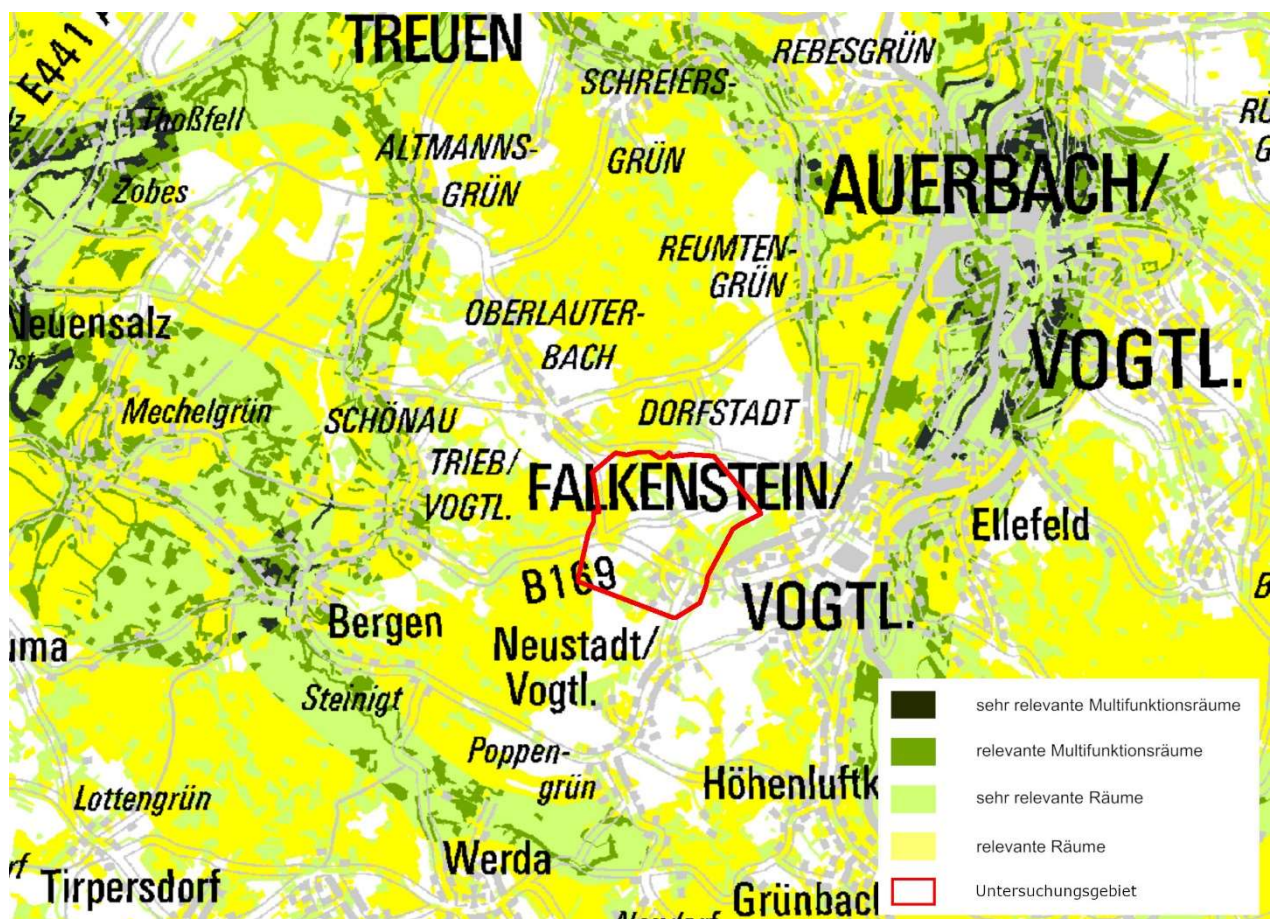 E441
TREUEN
REBESGRÜN
SCHREIERS-
GRÜN
Thoßfell
Zobes
ALTMANNS-
GRÜN
AUERBACH/
VOGTL.
REUMTEN-
GRÜN
OBERLAUTER-
BACH
Neuensalz
Mechelgrün
SCHÖNAU
DORFSTADT
TRIEB/
VOGTL.
FALKENSTEIN/
VOGTL.
Ellefeld
B169
Bergen
Neustadt/
Vogtl.
Steinigt
Poppen-
grün
Höhenluftk
Lottengrün
Werda
Tirpersdorf
Grünbac
sehr relevante Multifunktionsräume
relevante Multifunktionsräume
sehr relevante Räume
relevante Räume
Untersuchungsgebiet